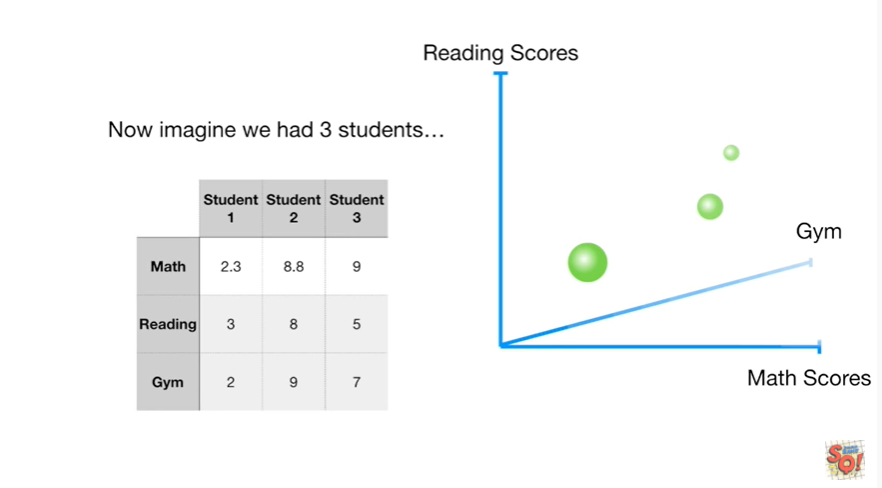 Reading Scores
Now imagine we had 3 students…
Student 1 Student 2 Student 3
Math 2.3 8.8 9
Reading 3 8 5
Gym 2 9 7
Gym
Math Scores
SQ!